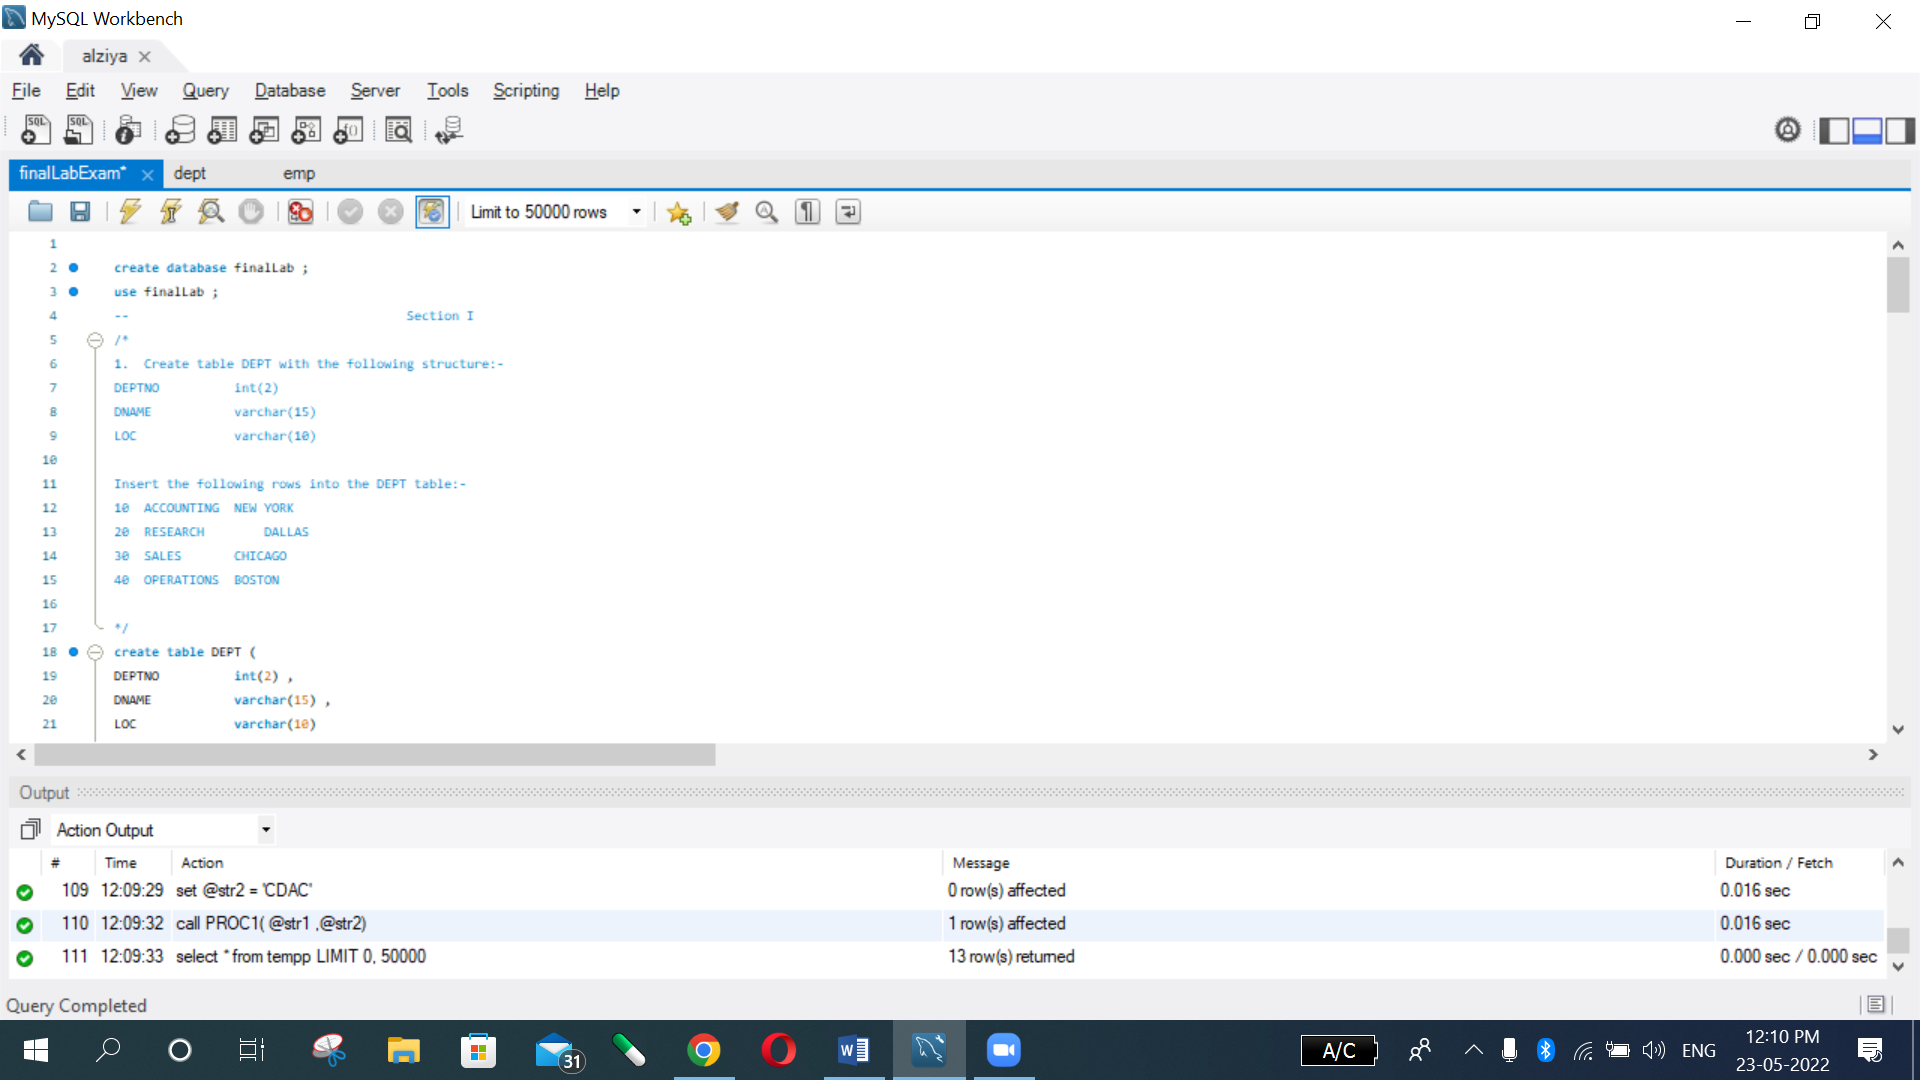 MySQL Workbench
alziya
File Edit View Query Database Server Tools Scripting Help
finalLabExam* dept emp
Limit to 50000 rows
1
2 create database finalLab ;
3 use finalLab ;
4 -- Section I
5 /*
6 1. Create table DEPT with the following structure:-
7 DEPTNO int(2)
8 DNAME varchar(15)
9 LOC varchar(10)
10
11 Insert the following rows into the DEPT table:-
12 10 ACCOUNTING NEW YORK
13 20 RESEARCH DALLAS
14 30 SALES CHICAGO
15 40 OPERATIONS BOSTON
16
17 */
18 create table DEPT (
19 DEPTNO int(2) ,
20 DNAME varchar(15) ,
21 LOC varchar(10)
Output
Action Output
# Time Action Message Duration / Fetch
109 12:09:29 set @str2 = 'CDAC' 0 row(s) affected 0.016 sec
110 12:09:32 call PROC1( @str1 ,@str2) 1 row(s) affected 0.016 sec
111 12:09:33 select * from tempp LIMIT 0, 50000 13 row(s) returned 0.000 sec / 0.000 sec
Query Completed
31
A/C
ENG
12:10 PM
23-05-2022